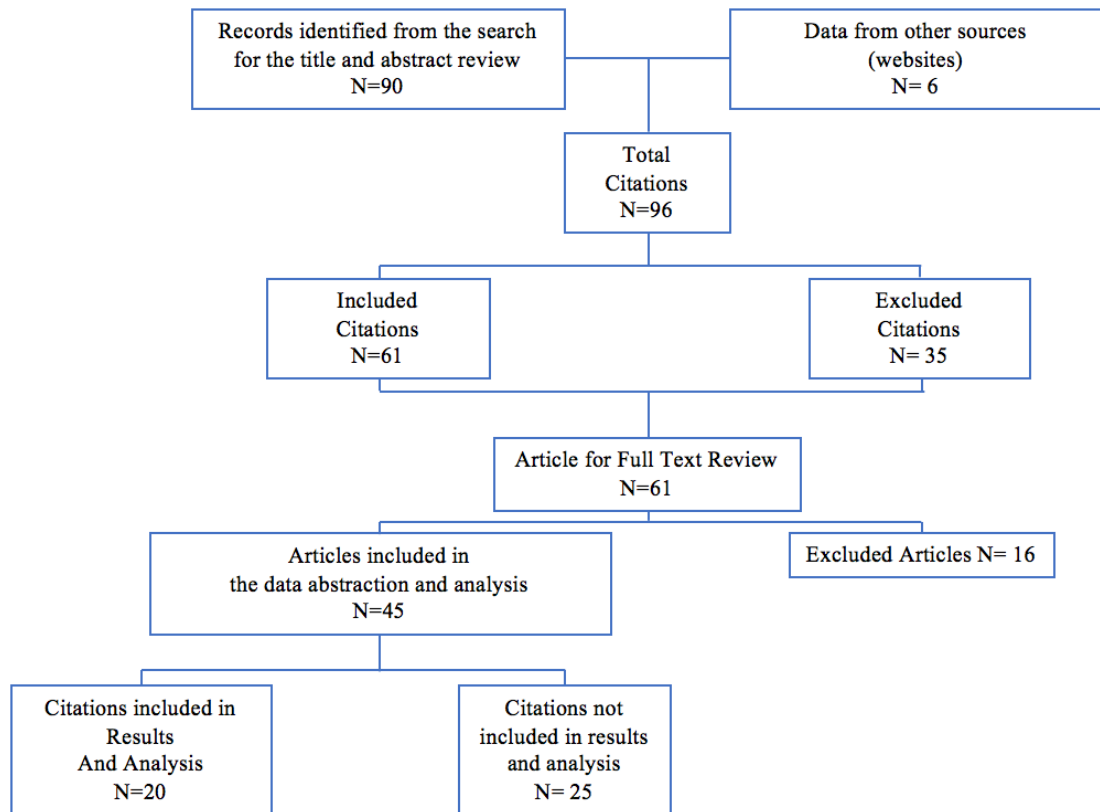 Records identified from the search
for the title and abstract review
N=90
Data from other sources
(websites)
N= 6
Total
Citations
N=96
Included
Citations
N=61
Excluded
Citations
N= 35
Article for Full Text Review
N=61
Articles included in
the data abstraction and analysis
N=45
Excluded Articles N= 16
Citations included in
Results
And Analysis
N=20
Citations not
included in results
and analysis
N= 25